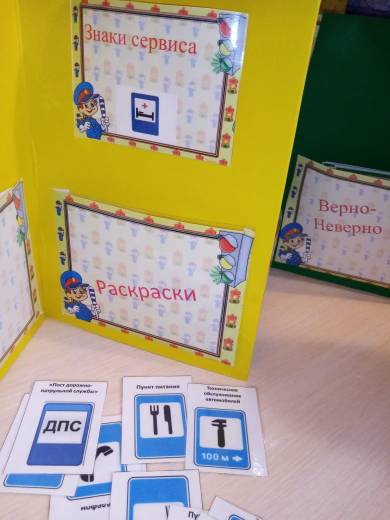 Знаки сервиса
Верно-
Неверно
Раскраски
«Пост дорожно-
патрульной службы»
ДПС
Пункт питания
Техническое
обслуживание
автомобилей
100 м